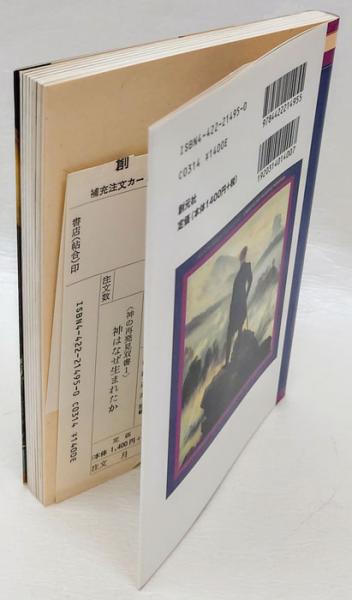 創
補充注文カー
書店(帖合)印
注文数
〈神の再発見双書1〉
神はなぜ生まれたか
定価
(本体 1,400円+
注文 月
ISBN4-422-21495-0 C0314 ¥1400E
ISBN4-422-21495-0
C0314 ¥1400E
創元社
定価(本体1400円+税)
9784422214955
1920314014007